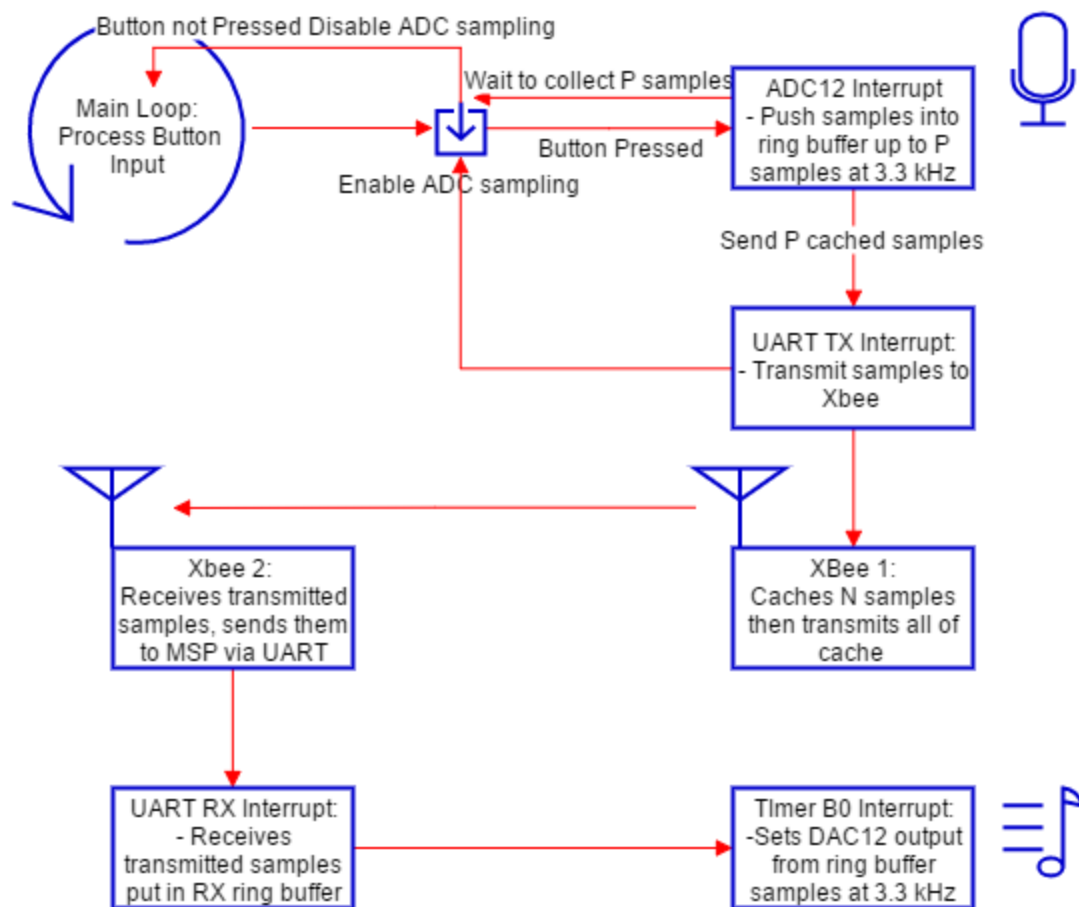 Button not Pressed Disable ADC sampling
Main Loop:
Process Button
Input
Wait to collect P samples
Button Pressed
Enable ADC sampling
ADC12 Interrupt
- Push samples into
ring buffer up to P
samples at 3.3 kHz
Send P cached samples
UART TX Interrupt:
- Transmit samples to
Xbee
Xbee 2:
Receives transmitted
samples, sends them
to MSP via UART
XBee 1:
Caches N samples
then transmits all of
cache
UART RX Interrupt:
- Receives
transmitted samples
put in RX ring buffer
TImer B0 Interrupt:
-Sets DAC12 output
from ring buffer
samples at 3.3 kHz